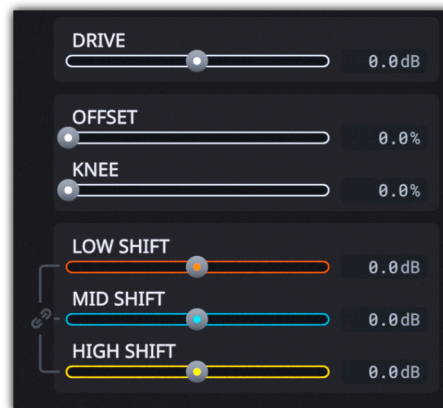 DRIVE
0.0dB
OFFSET
0.0%
KNEE
0.0%
LOW SHIFT
0.0dB
MID SHIFT
0.0dB
HIGH SHIFT
0.0dB